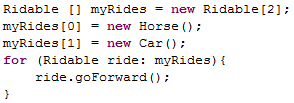 Ridable [] myRides = new Ridable[2];
myRides[0] = new Horse();
myRides[1] = new Car();
for (Ridable ride: myRides){
    ride.goForward();
}